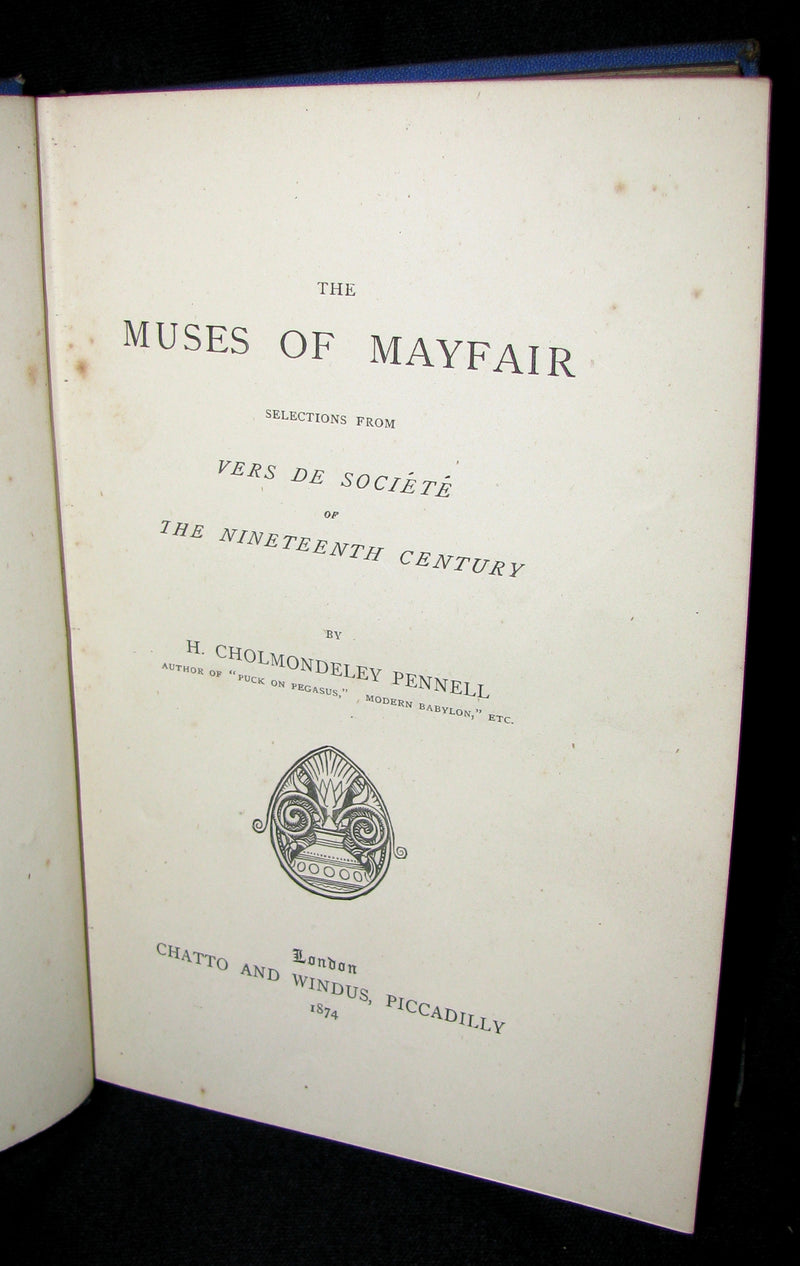 THE
MUSES OF MAYFAIR
SELECTIONS FROM
VERS DE SOCIÉTÉ
OF
THE NINETEENTH CENTURY
BY
H. CHOLMONDELEY PENNELL
AUTHOR OF "PUCK ON PEGASUS," MODERN BABYLON," ETC.
London
CHATTO AND WINDUS, PICCADILLY
1874